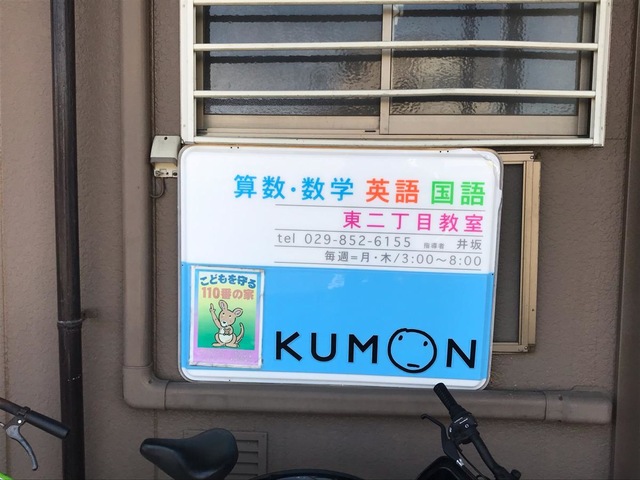 算数・数学 英語 国語
東二丁目教室
tel 029-852-6155 指導者 井坂
毎週=月・木/3:00〜8:00
こどもを守る
110番の家
KUMON